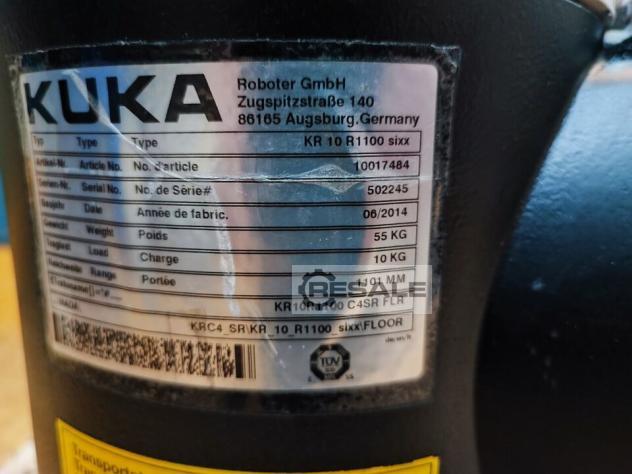 KUKA
Roboter GmbH
Zugspitzstraße 140
86165 Augsburg.Germany
Typ Type Type KR 10 R1100 sixx
Artikel-Nr. Article No. No. d'article 10017484
Serien-Nr. Serial No. No. de Série# 502245
Baujahr Date Année de fabric. 06/2014
Gewicht Weight Poids 55 KG
Traglast Load Charge 10 KG
Reichweite Range Portée 1101 MM
KR10R1100 C4SR FLR
KRC4_SR\KR_10_R1100_sixx\FLOOR
TÜV
RESALE